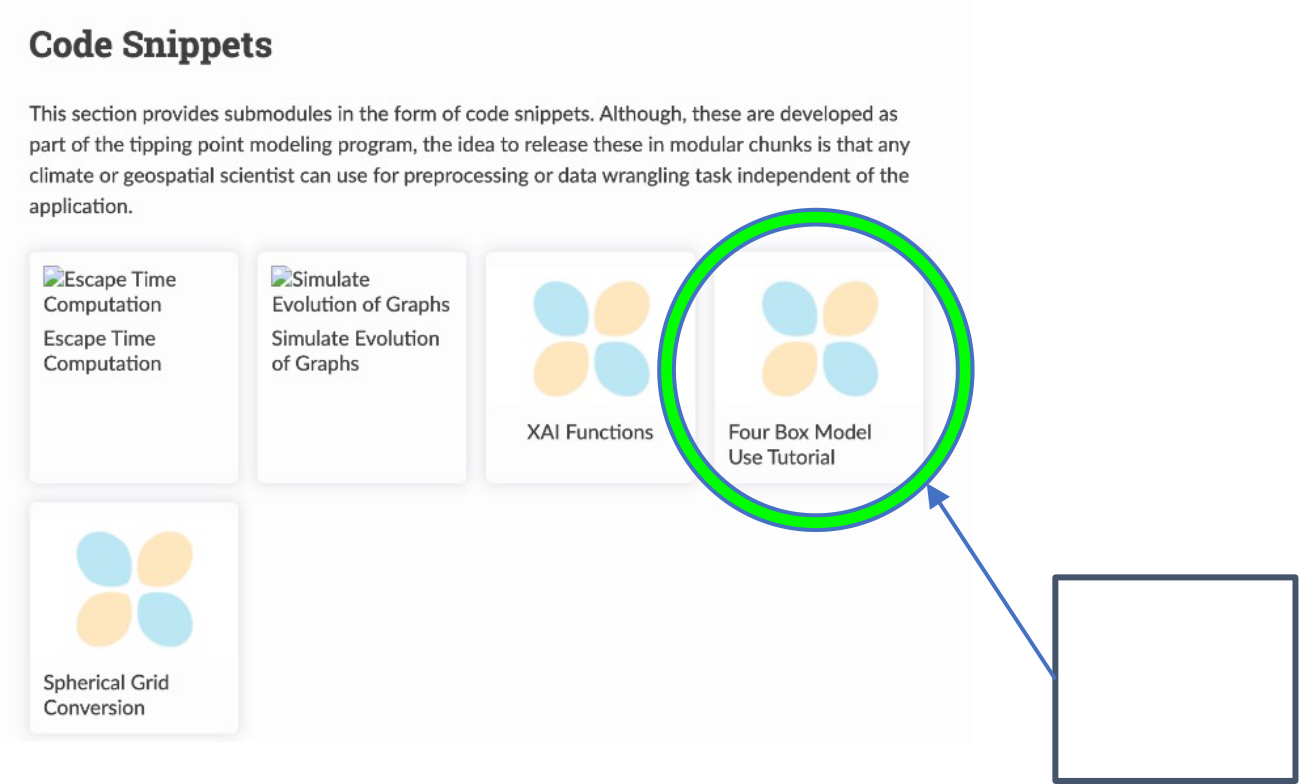 Code Snippets
This section provides submodules in the form of code snippets. Although, these are developed as
part of the tipping point modeling program, the idea to release these in modular chunks is that any
climate or geospatial scientist can use for preprocessing or data wrangling task independent of the
application.
Escape Time
Computation
Escape Time
Computation
Simulate
Evolution of Graphs
Simulate Evolution
of Graphs
XAI Functions
Four Box Model
Use Tutorial
Spherical Grid
Conversion